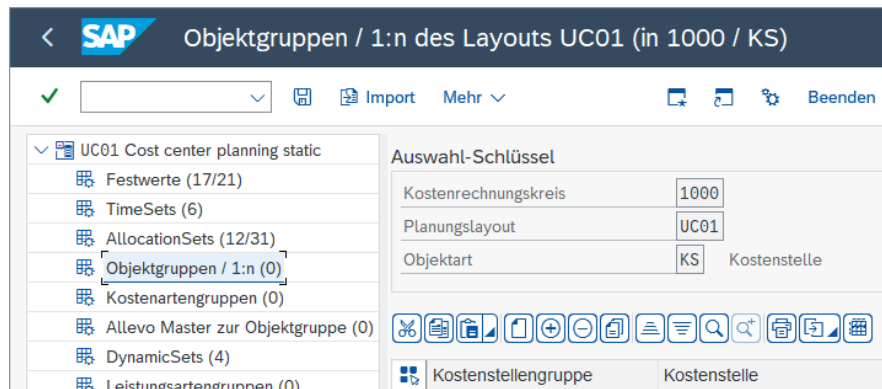 SAP Objektgruppen / 1:n des Layouts UC01 (in 1000 / KS)
Import Mehr Beenden
UC01 Cost center planning static
Festwerte (17/21)
TimeSets (6)
AllocationSets (12/31)
Objektgruppen / 1:n (0)
Kostenartengruppen (0)
Allevo Master zur Objektgruppe (0)
DynamicSets (4)
Leistungsartengruppen (0)
Auswahl-Schlüssel
Kostenrechnungskreis 1000
Planungslayout UC01
Objektart KS Kostenstelle
Kostenstellengruppe Kostenstelle